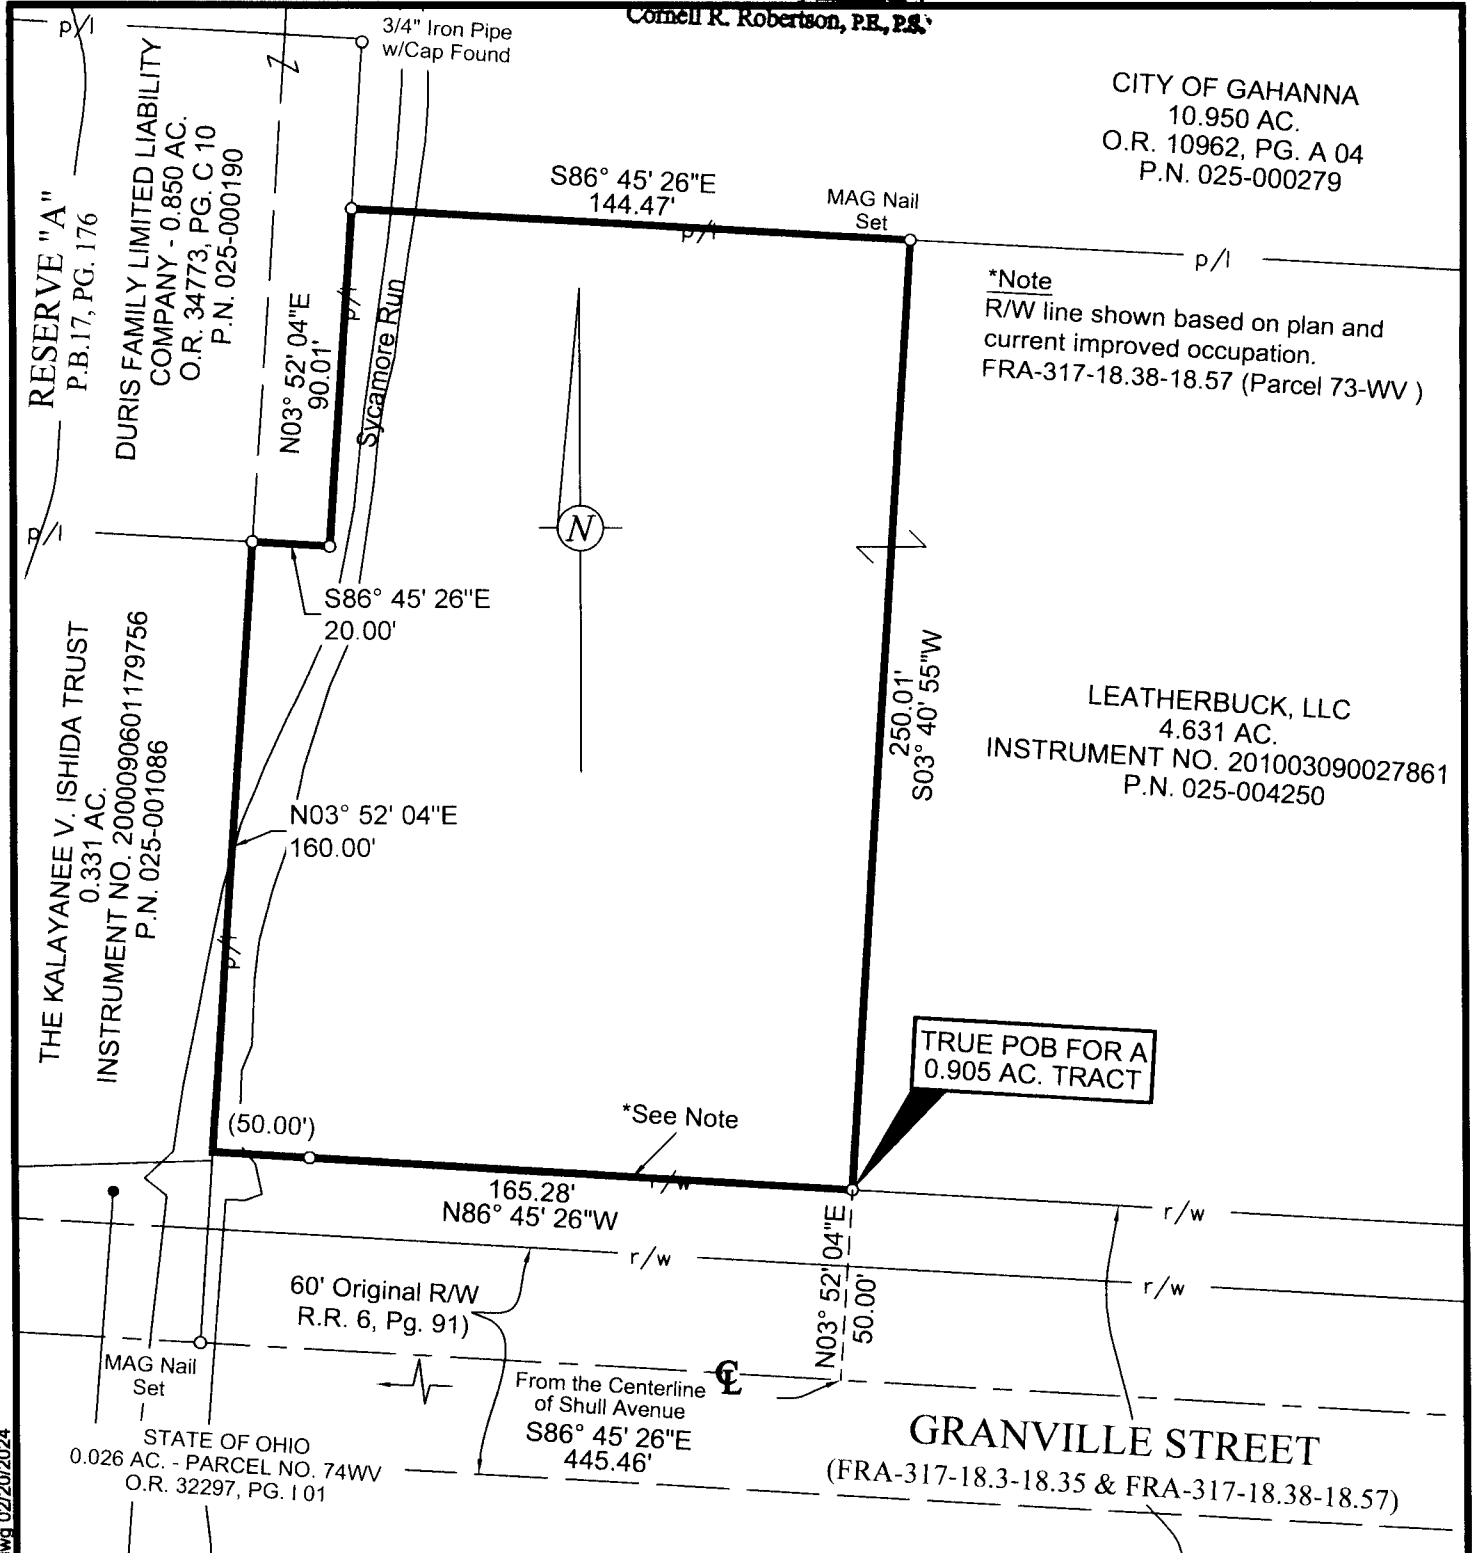 Cornell R. Robertson, P.E., P.S.
p/l
3/4" Iron Pipe
w/Cap Found
CITY OF GAHANNA
10.950 AC.
O.R. 10962, PG. A 04
P.N. 025-000279
RESERVE "A"
P.B.17, PG. 176
DURIS FAMILY LIMITED LIABILITY
COMPANY - 0.850 AC.
O.R. 34773, PG. C 10
P.N. 025-000190
S86° 45' 26"E
144.47'
p/l
MAG Nail
Set
p/l
*Note
R/W line shown based on plan and
current improved occupation.
FRA-317-18.38-18.57 (Parcel 73-WV )
N03° 52' 04"E
90.01'
p/l
Sycamore Run
N
p/l
S86° 45' 26"E
20.00'
250.01'
S03° 40' 55"W
LEATHERBUCK, LLC
4.631 AC.
INSTRUMENT NO. 201003090027861
P.N. 025-004250
THE KALAYANEE V. ISHIDA TRUST
0.331 AC.
INSTRUMENT NO. 2000090601179756
P.N. 025-001086
N03° 52' 04"E
160.00'
p/l
TRUE POB FOR A
0.905 AC. TRACT
(50.00')
*See Note
165.28'
r/w
N86° 45' 26"W
r/w
r/w
r/w
N03° 52' 04"E
50.00'
60' Original R/W
R.R. 6, Pg. 91)
MAG Nail
Set
From the Centerline
of Shull Avenue
S86° 45' 26"E
445.46'
CL
STATE OF OHIO
0.026 AC. - PARCEL NO. 74WV
O.R. 32297, PG. I 01
GRANVILLE STREET
(FRA-317-18.3-18.35 & FRA-317-18.38-18.57)
02/20/2024